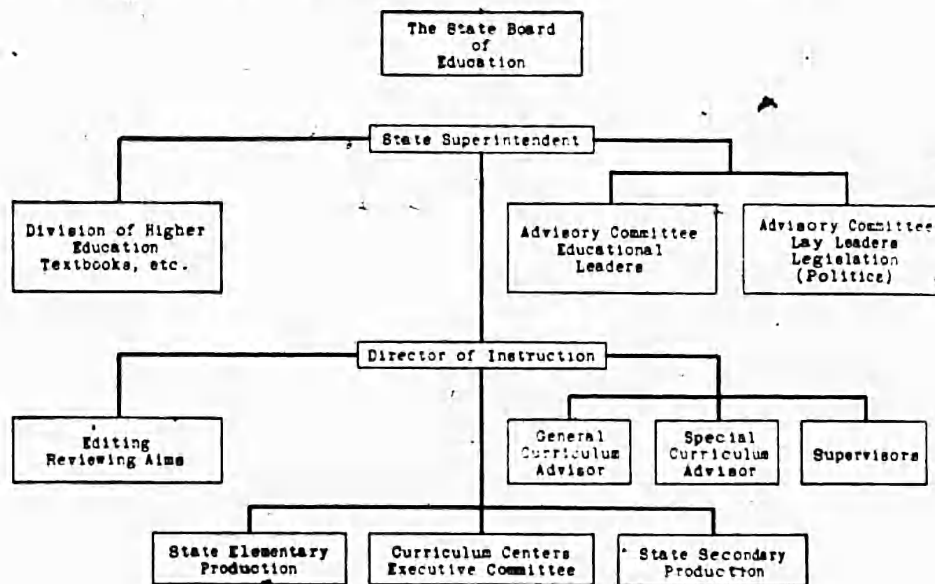 The State Board
of
Education
State Superintendent
Division of Higher
Education
Textbooks, etc.
Advisory Committee
Educational
Leaders
Advisory Committee
Lay Leaders
Legislation
(Politics)
Director of Instruction
Editing
Reviewing Aims
General
Curriculum
Advisor
Special
Curriculum
Advisor
Supervisors
State Elementary
Production
Curriculum Centers
Executive Committee
State Secondary
Production